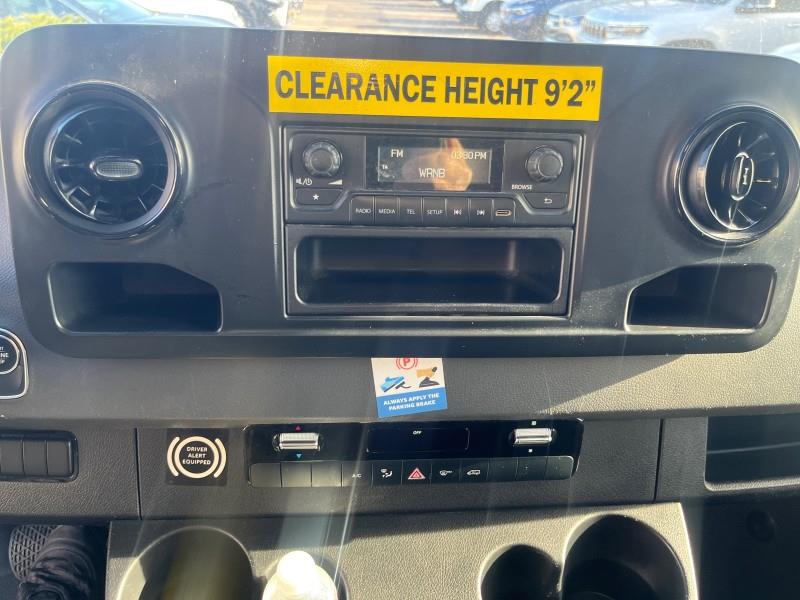 CLEARANCE HEIGHT 9'2"
FM 03:30 PM
TA
WRNB
BROWSE
RADIO MEDIA TEL SETUP
P
ALWAYS APPLY THE
PARKING BRAKE
DRIVER
ALERT
EQUIPPED
OFF
A/C